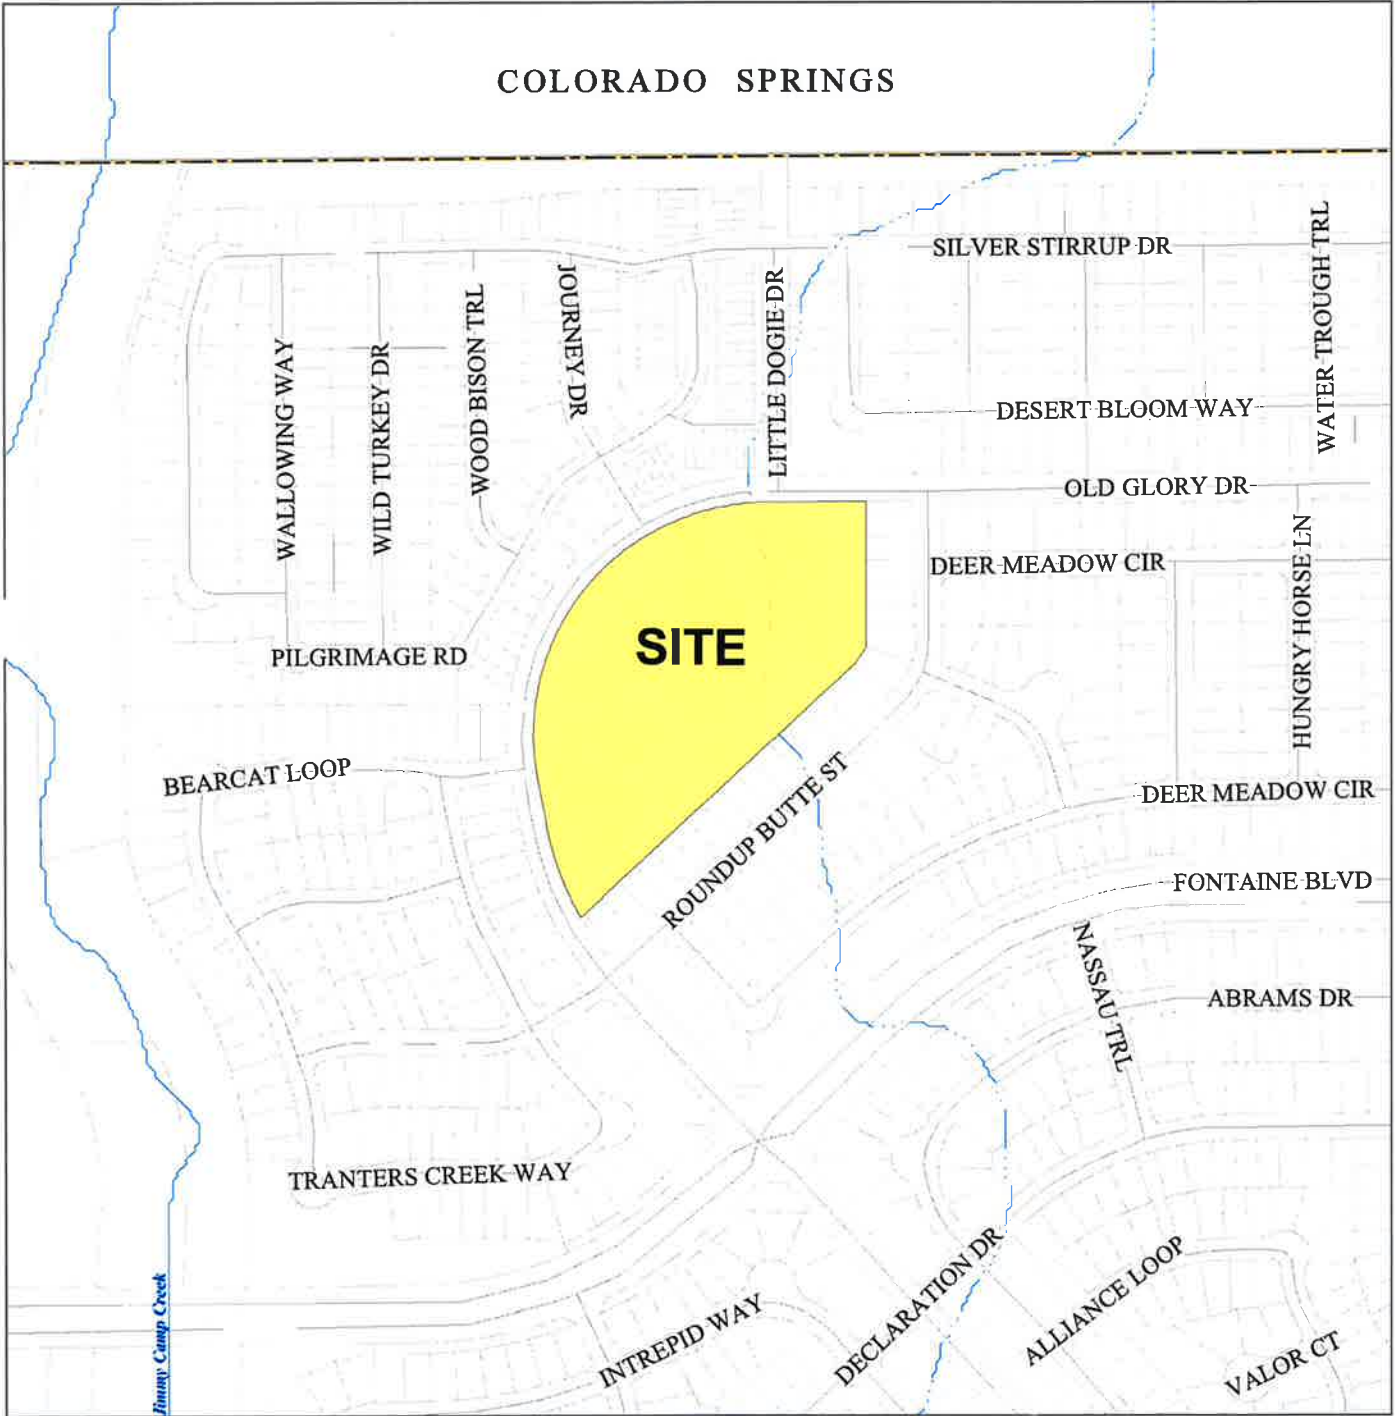 COLORADO SPRINGS
SILVER STIRRUP DR
WATER TROUGH TRL
JOURNEY DR
LITTLE DOGIE DR
WOOD BISON TRL
WALLOWING WAY
WILD TURKEY DR
DESERT BLOOM WAY
OLD GLORY DR
DEER MEADOW CIR
HUNGRY HORSE LN
SITE
PILGRIMAGE RD
BEARCAT LOOP
ROUNDUP BUTTE ST
DEER MEADOW CIR
FONTAINE BLVD
NASSAU TRL
ABRAMS DR
TRANTERS CREEK WAY
Jimmy Camp Creek
INTREPID WAY
DECLARATION DR
ALLIANCE LOOP
VALOR CT